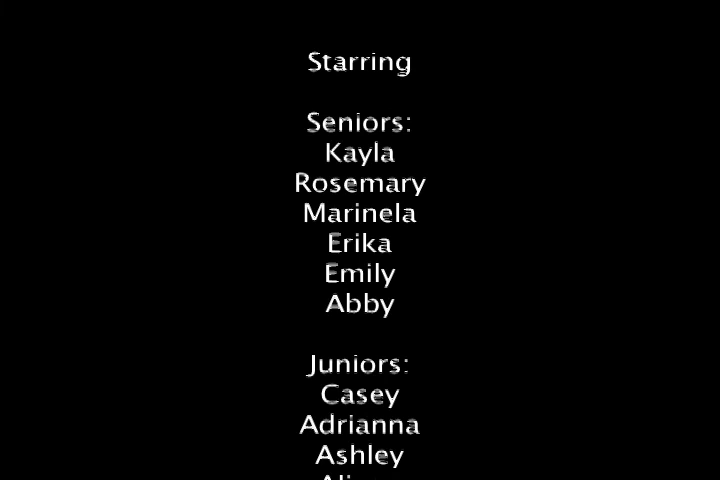 Starring
Seniors:
Kayla
Rosemary
Marinela
Erika
Emily
Abby
Juniors:
Casey
Adrianna
Ashley